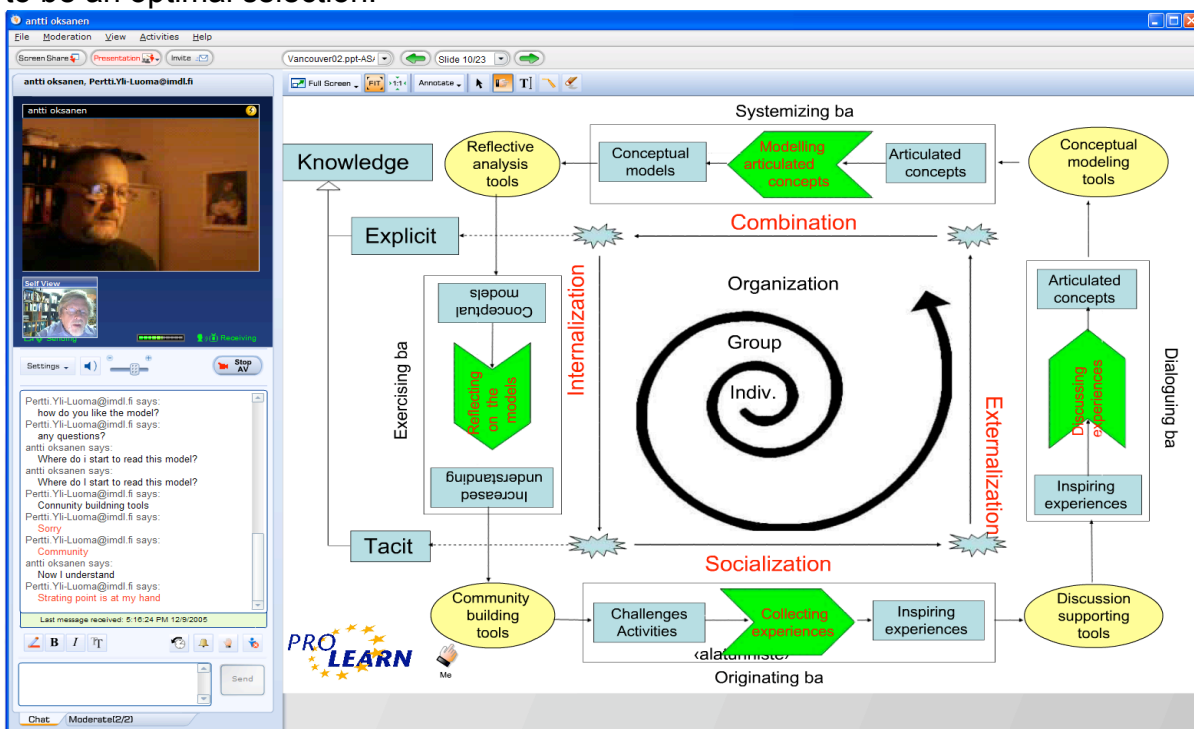 to be an optimal selection.
antti oksanen
File Moderation View Activities Help
Screen Share Presentation Invite
Vancouver02.ppt-AS/ Slide 10/23
antti oksanen, Pertti.Yli-Luoma@imdl.fi
Full Screen FIT 1:1 Annotate T
antti oksanen
Self View
Sending Receiving
Settings Stop
AV
Pertti.Yli-Luoma@imdl.fi says:
how do you like the model?
Pertti.Yli-Luoma@imdl.fi says:
any questions?
antti oksanen says:
Where do i start to read this model?
antti oksanen says:
Where do I start to read this model?
Pertti.Yli-Luoma@imdl.fi says:
Connunity buildning tools
Pertti.Yli-Luoma@imdl.fi says:
Sorry
Pertti.Yli-Luoma@imdl.fi says:
Community
antti oksanen says:
Now I understand
Pertti.Yli-Luoma@imdl.fi says:
Strating point is at my hand
Last message received: 5:16:24 PM 12/9/2005
B I T
Send
Chat Moderate(2/2)
Systemizing ba
Knowledge
Reflective
analysis
tools
Conceptual
models
Modelling
articulated
concepts
Articulated
concepts
Conceptual
modeling
tools
Combination
Explicit
Internalization
Organization
Group
Indiv.
Externalization
Exercising ba
Conceptual
models
Reflecting
on the
models
Increased
understanding
Articulated
concepts
Discussing
experiences
Inspiring
experiences
Dialoguing ba
Tacit
Socialization
Community
building
tools
Challenges
Activities
Collecting
experiences
Inspiring
experiences
Discussion
supporting
tools
‹alatunniste›
Originating ba
PRO
LEARN
Me